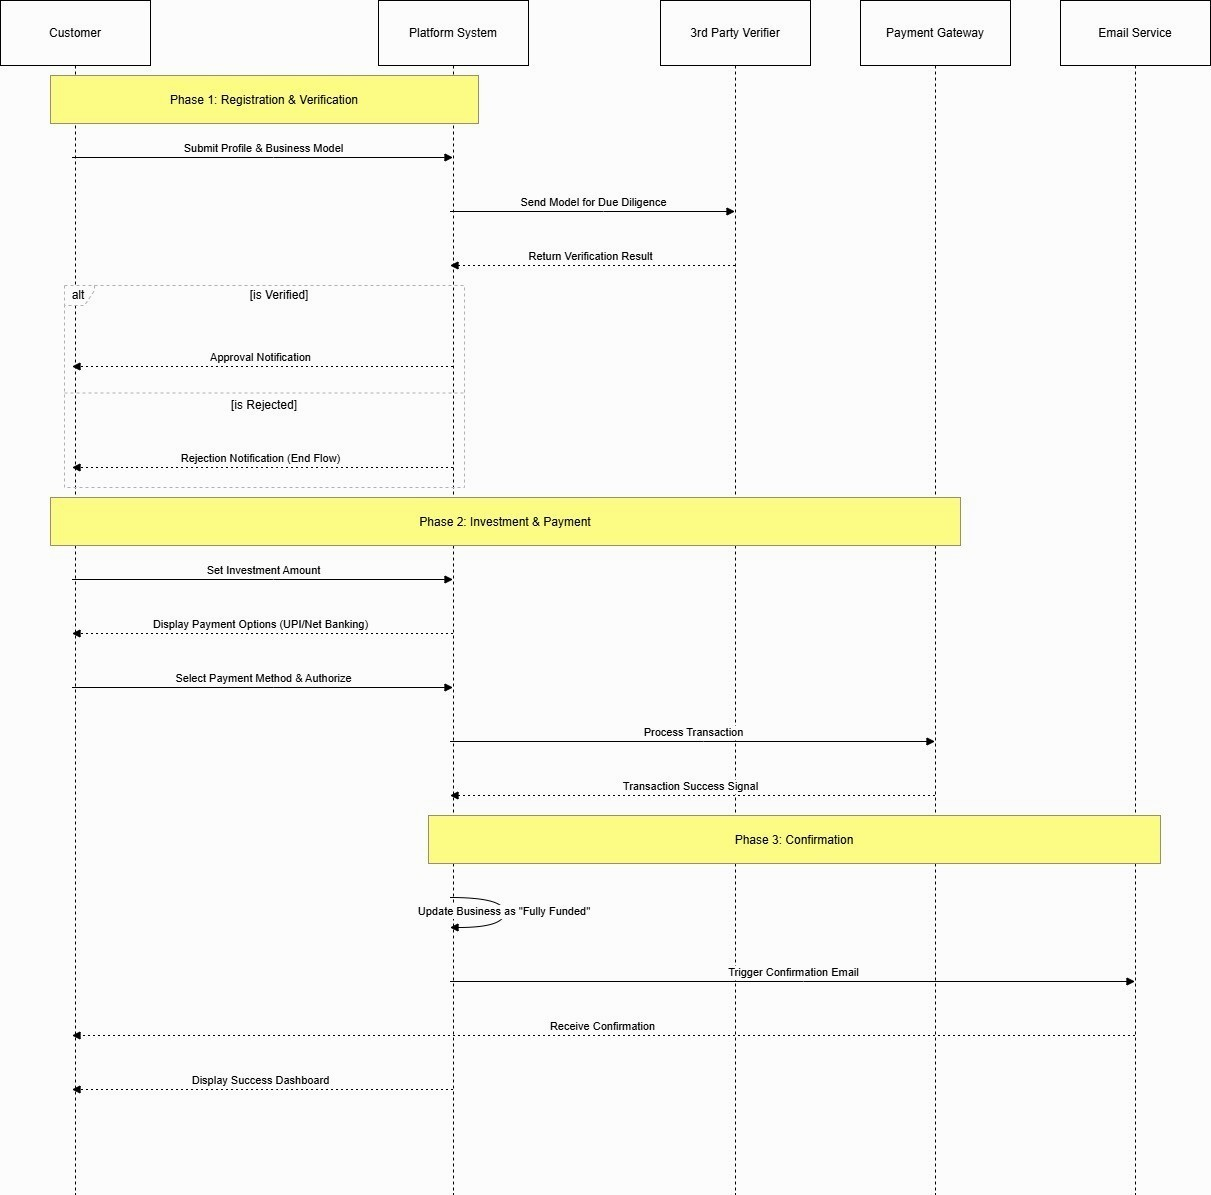 Customer
Platform System
3rd Party Verifier
Payment Gateway
Email Service
Phase 1: Registration & Verification
Submit Profile & Business Model
Send Model for Due Diligence
Return Verification Result
alt
[is Verified]
Approval Notification
[is Rejected]
Rejection Notification (End Flow)
Phase 2: Investment & Payment
Set Investment Amount
Display Payment Options (UPI/Net Banking)
Select Payment Method & Authorize
Process Transaction
Transaction Success Signal
Phase 3: Confirmation
Update Business as "Fully Funded"
Trigger Confirmation Email
Receive Confirmation
Display Success Dashboard